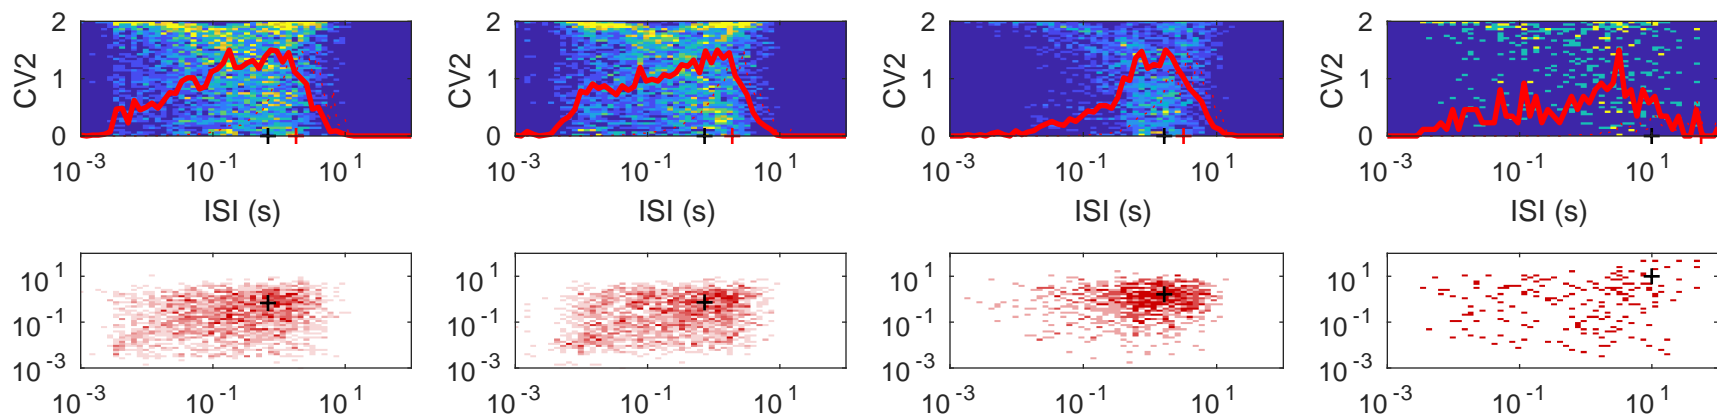 2 2 2 2
CV2 CV2 CV2 CV2
1 1 1 1
0 0 0 0
10^-3 10^-1 10^1 10^-3 10^-1 10^1 10^-3 10^-1 10^1 10^-3 10^-1 10^1
ISI (s) ISI (s) ISI (s) ISI (s)
10^1 10^1 10^1 10^1
10^-1 10^-1 10^-1 10^-1
10^-3 10^-3 10^-3 10^-3
10^-3 10^-1 10^1 10^-3 10^-1 10^1 10^-3 10^-1 10^1 10^-3 10^-1 10^1